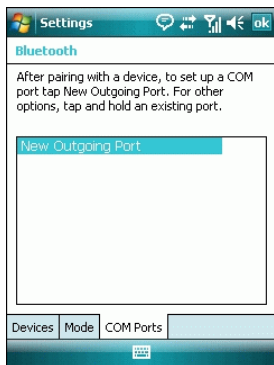 Settings ok
Bluetooth
After pairing with a device, to set up a COM
port tap New Outgoing Port. For other
options, tap and hold an existing port.
New Outgoing Port
Devices Mode COM Ports